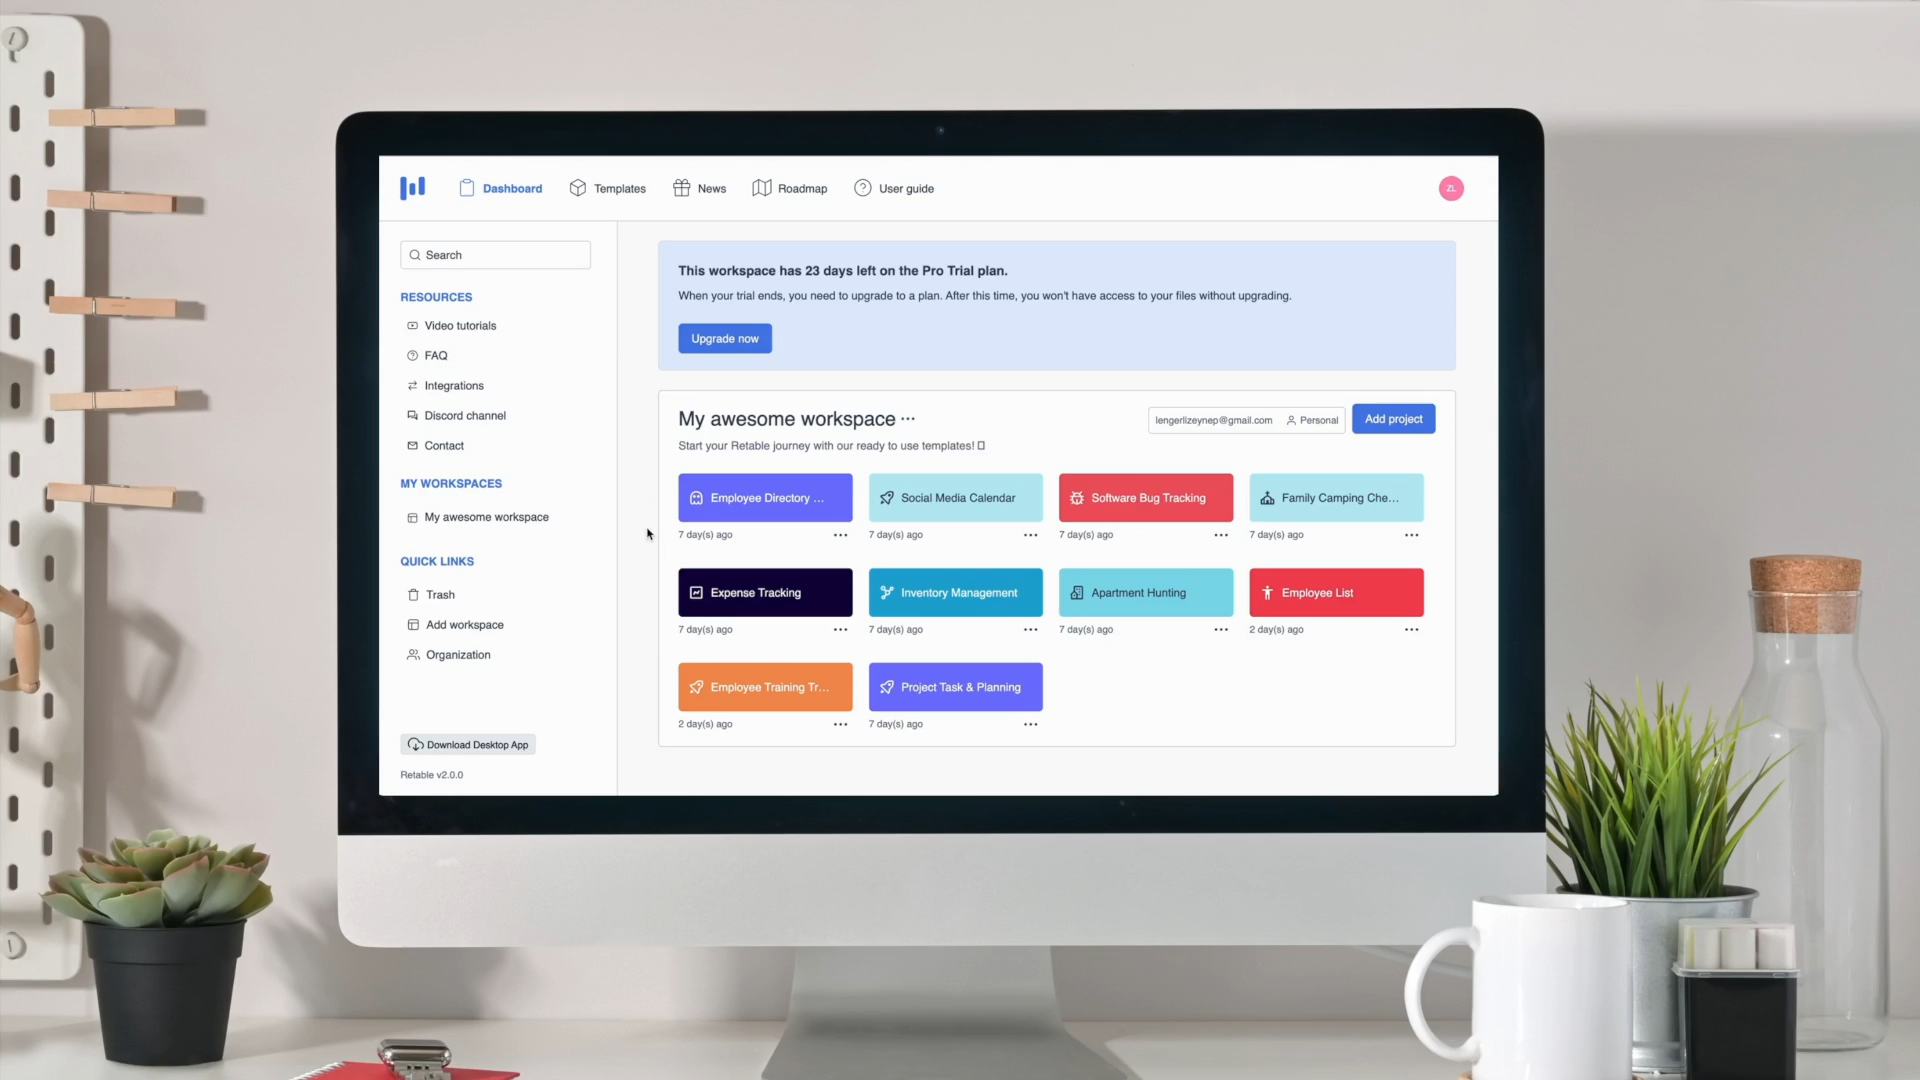 Dashboard
Templates
News
Roadmap
User guide
ZL
Search
RESOURCES
Video tutorials
FAQ
Integrations
Discord channel
Contact
MY WORKSPACES
My awesome workspace
QUICK LINKS
Trash
Add workspace
Organization
Download Desktop App
Retable v2.0.0
This workspace has 23 days left on the Pro Trial plan.
When your trial ends, you need to upgrade to a plan. After this time, you won't have access to your files without upgrading.
Upgrade now
My awesome workspace ···
lengerlizeynep@gmail.com Personal
Add project
Start your Retable journey with our ready to use templates!
Employee Directory ...
Social Media Calendar
Software Bug Tracking
Family Camping Che...
7 day(s) ago
7 day(s) ago
7 day(s) ago
7 day(s) ago
Expense Tracking
Inventory Management
Apartment Hunting
Employee List
7 day(s) ago
7 day(s) ago
7 day(s) ago
2 day(s) ago
Employee Training Tr...
Project Task & Planning
2 day(s) ago
7 day(s) ago